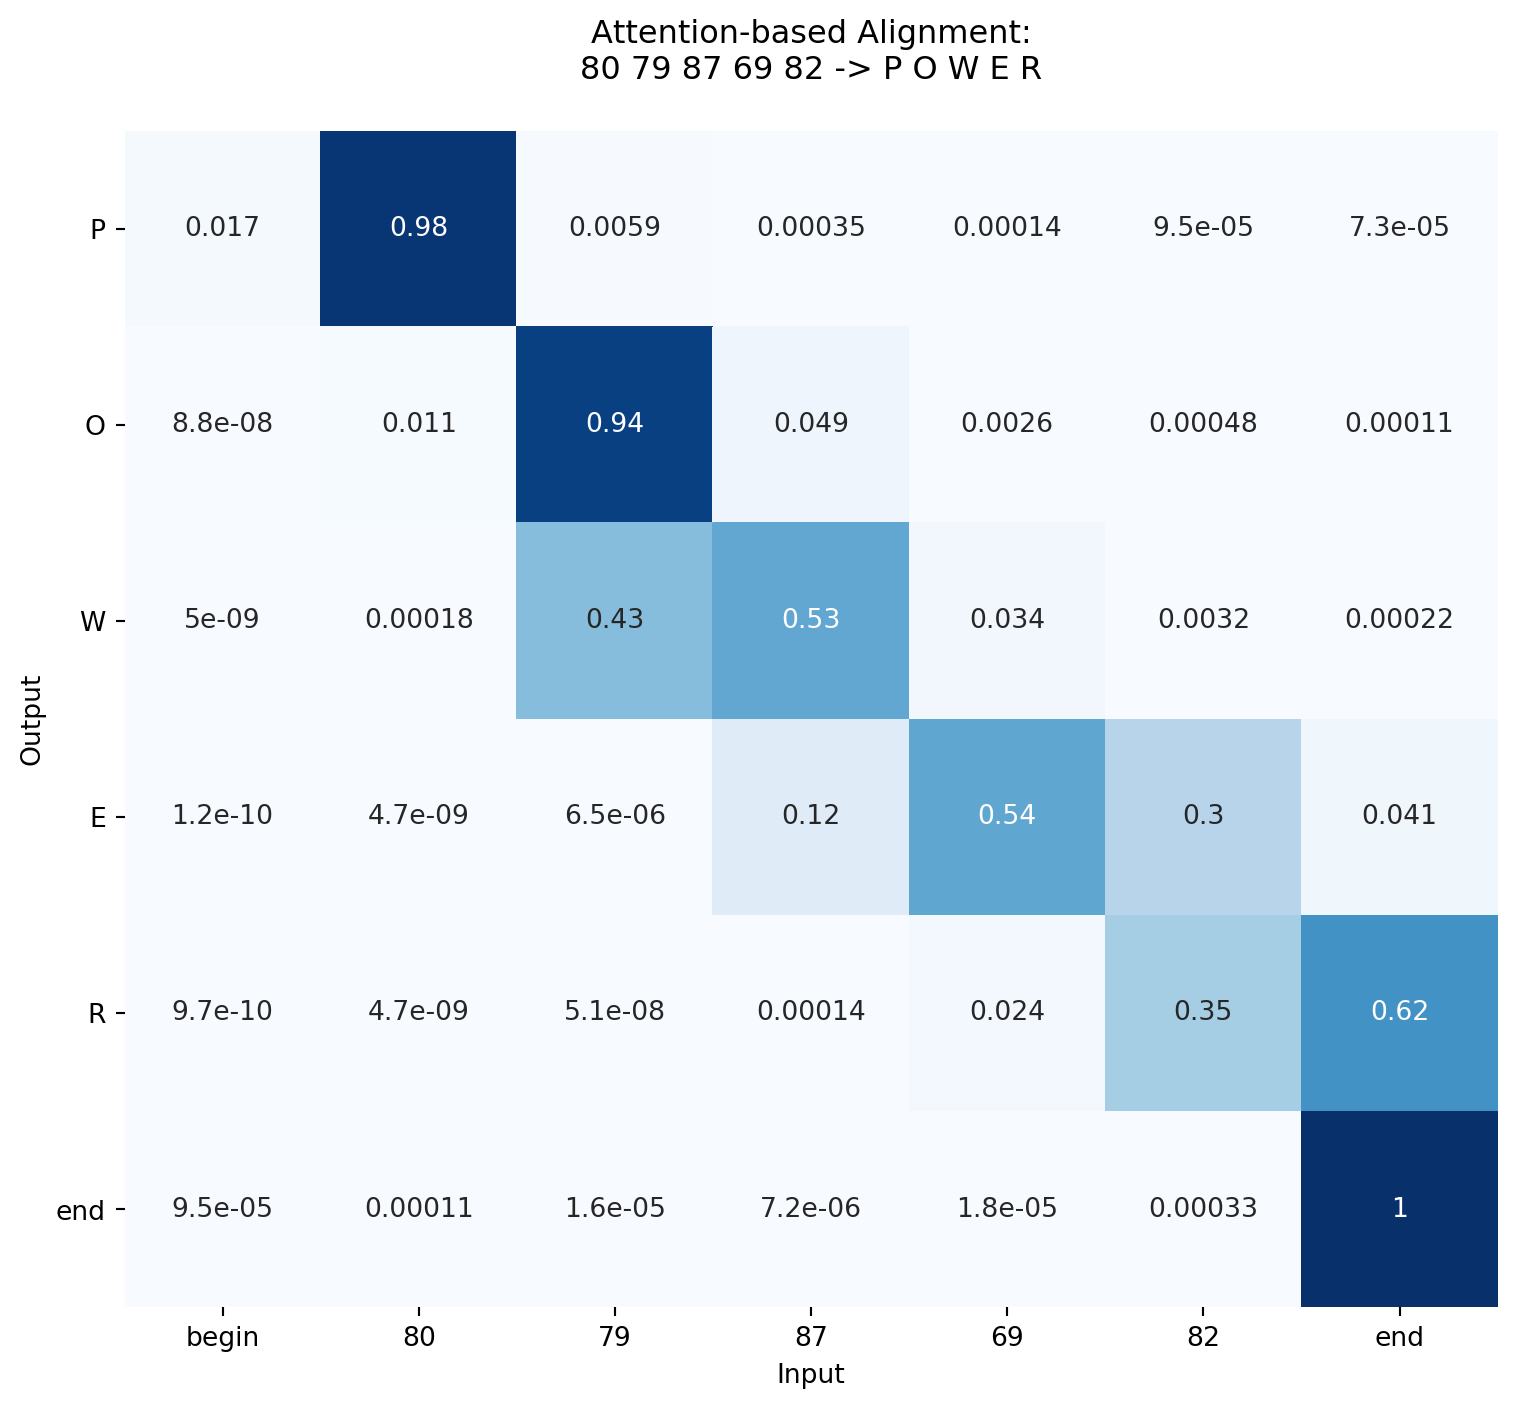 Attention-based Alignment:
80 79 87 69 82 -> P O W E R
P 0.017 0.98 0.0059 0.00035 0.00014 9.5e-05 7.3e-05
O 8.8e-08 0.011 0.94 0.049 0.0026 0.00048 0.00011
W 5e-09 0.00018 0.43 0.53 0.034 0.0032 0.00022
Output
E 1.2e-10 4.7e-09 6.5e-06 0.12 0.54 0.3 0.041
R 9.7e-10 4.7e-09 5.1e-08 0.00014 0.024 0.35 0.62
end 9.5e-05 0.00011 1.6e-05 7.2e-06 1.8e-05 0.00033 1
begin 80 79 87 69 82 end
Input